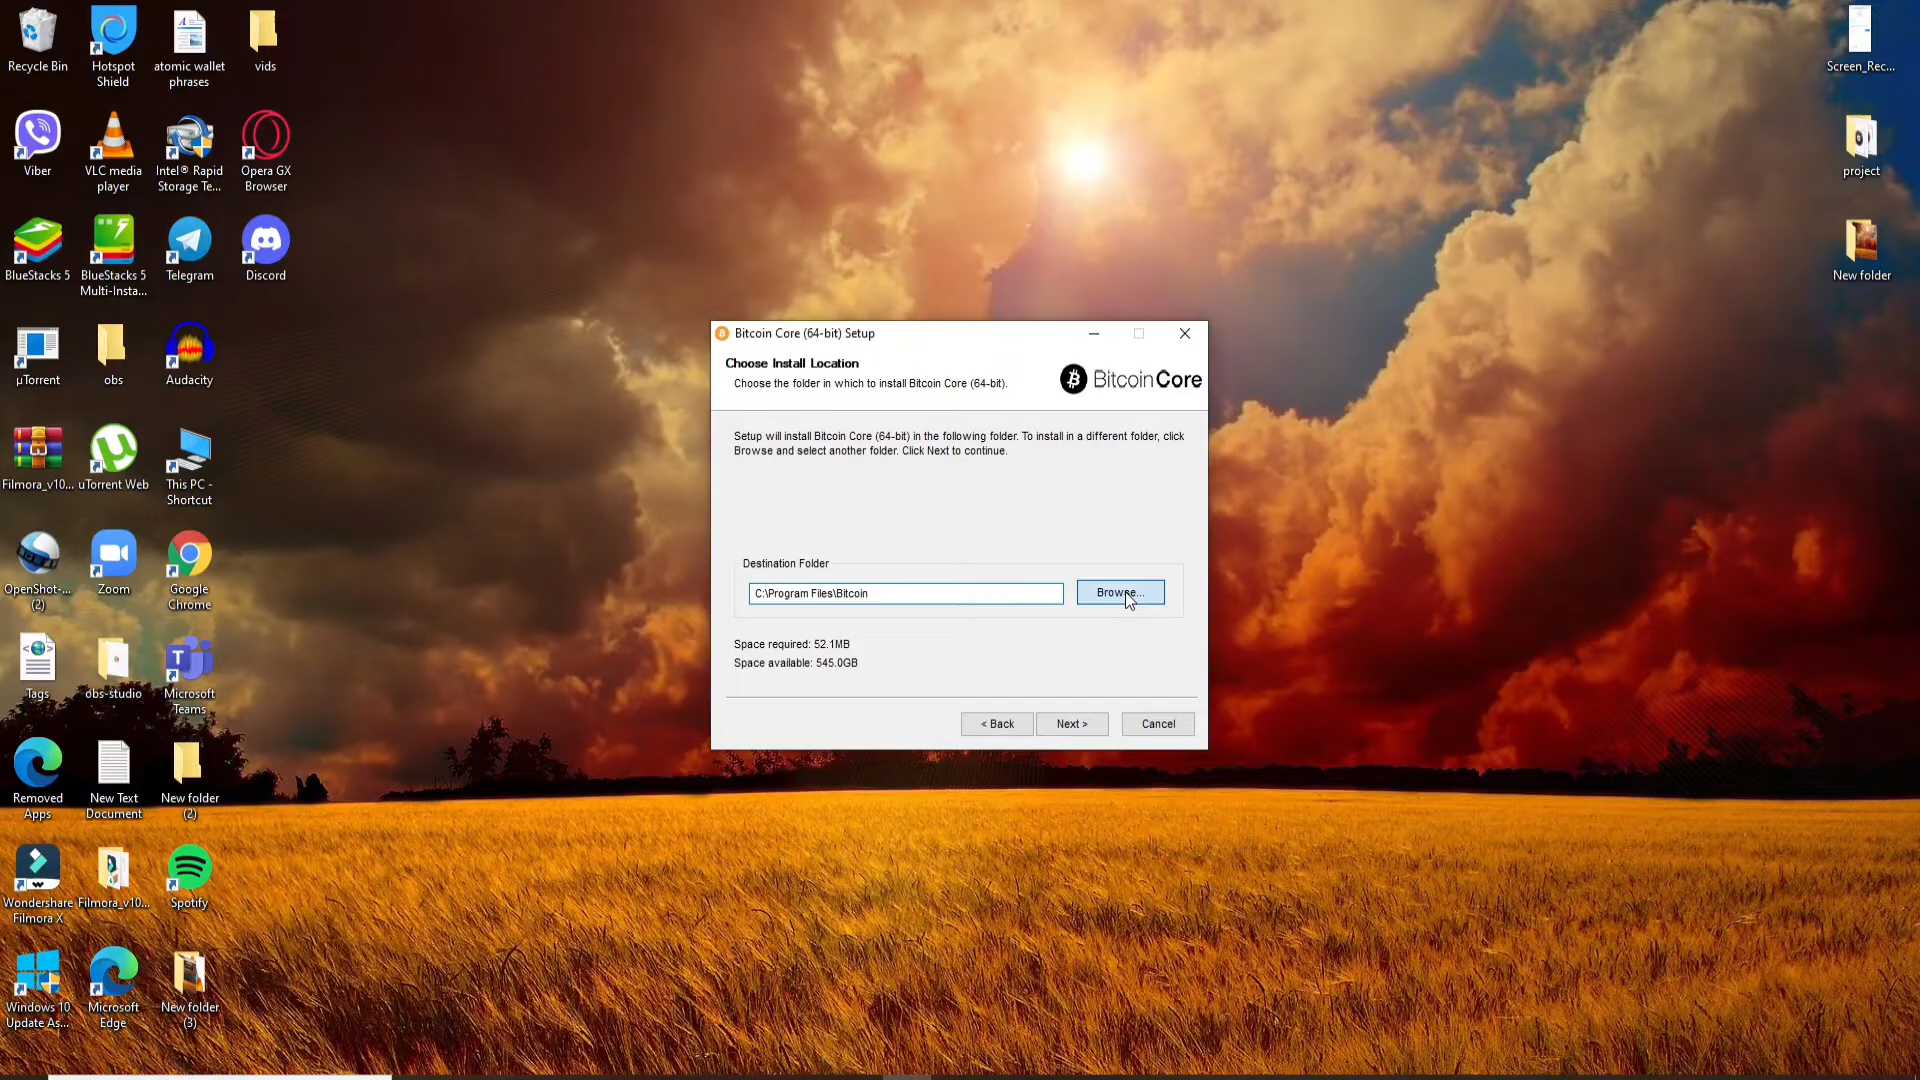 Recycle Bin
Hotspot
Shield
atomic wallet
phrases
vids
Viber
VLC media
player
Intel® Rapid
Storage Te...
Opera GX
Browser
BlueStacks 5
BlueStacks 5
Multi-Insta...
Telegram
Discord
µTorrent
obs
Audacity
Filmora_v10...
uTorrent Web
This PC -
Shortcut
OpenShot-...
(2)
Zoom
Google
Chrome
Tags
obs-studio
Microsoft
Teams
Removed
Apps
New Text
Document
New folder
(2)
Wondershare
Filmora X
Filmora_v10...
Spotify
Windows 10
Update As...
Microsoft
Edge
New folder
(3)
Bitcoin Core (64-bit) Setup
Choose Install Location
Choose the folder in which to install Bitcoin Core (64-bit).
Bitcoin Core
Setup will install Bitcoin Core (64-bit) in the following folder. To install in a different folder, click
Browse and select another folder. Click Next to continue.
Destination Folder
C:\Program Files\Bitcoin
Browse...
Space required: 52.1MB
Space available: 545.0GB
< Back
Next >
Cancel
Screen_Rec...
project
New folder